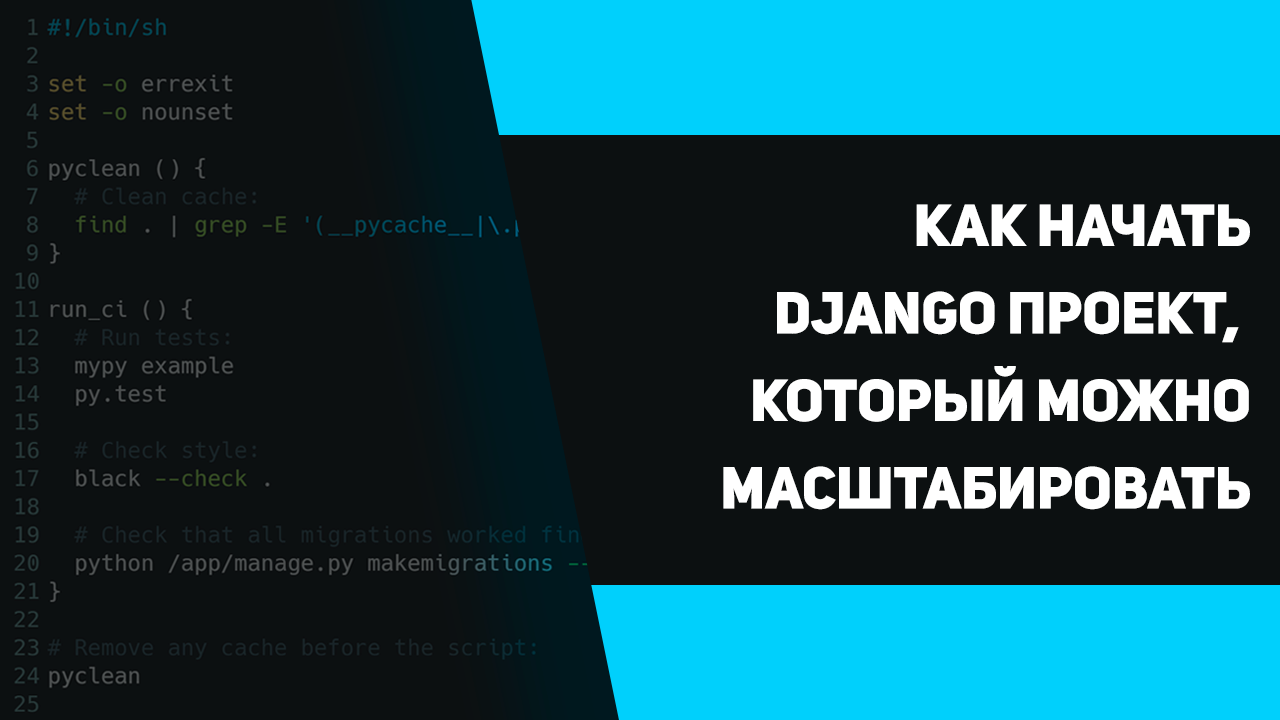 1 #!/bin/sh
2
3 set -o errexit
4 set -o nounset
5
6 pyclean () {
7 # Clean cache:
8 find . | grep -E '(__pycache__|\.p
9 }
10
11 run_ci () {
12 # Run tests:
13 mypy example
14 py.test
15
16 # Check style:
17 black --check .
18
19 # Check that all migrations worked fin
20 python /app/manage.py makemigrations --
21 }
22
23 # Remove any cache before the script:
24 pyclean
25
КАК НАЧАТЬ
DJANGO ПРОЕКТ,
КОТОРЫЙ МОЖНО
МАСШТАБИРОВАТЬ